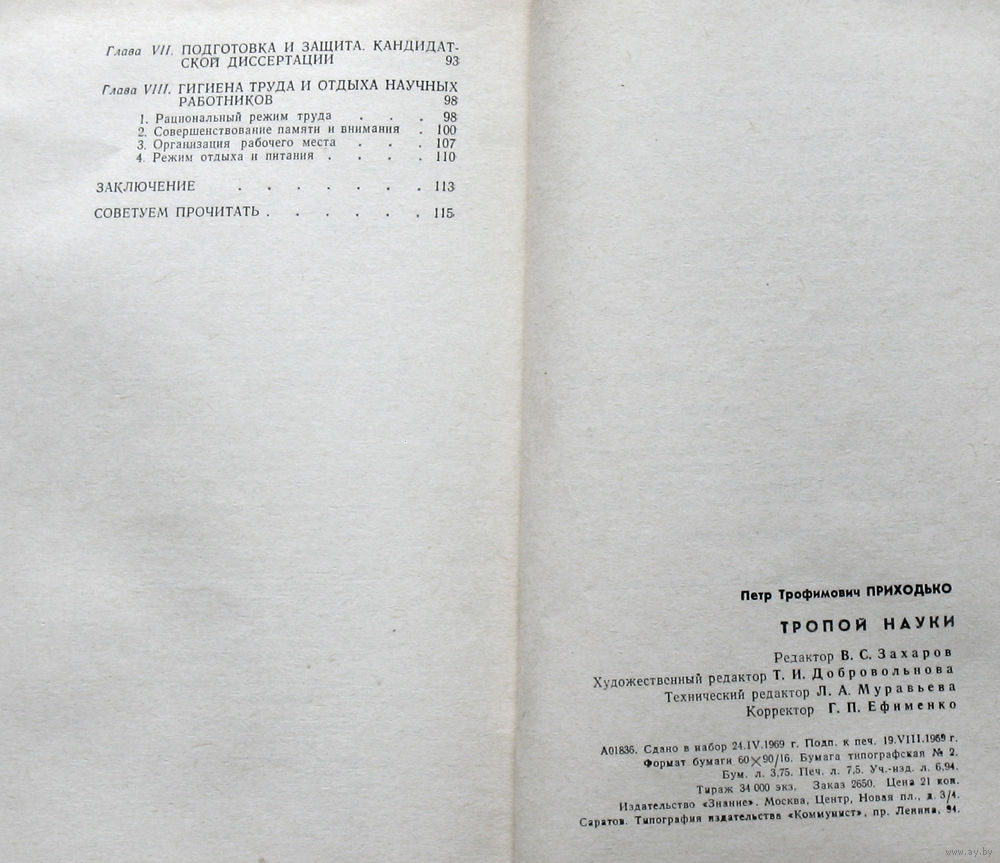 Глава VII. ПОДГОТОВКА И ЗАЩИТА. КАНДИДАТ-
СКОЙ ДИССЕРТАЦИИ 93
Глава VIII. ГИГИЕНА ТРУДА И ОТДЫХА НАУЧНЫХ
РАБОТНИКОВ 98
1. Рациональный режим труда . . . 98
2. Совершенствование памяти и внимания . 100
3. Организация рабочего места . . . 107
4. Режим отдыха и питания . . . . 110
ЗАКЛЮЧЕНИЕ . . . . . . . 113
СОВЕТУЕМ ПРОЧИТАТЬ . . . . . . 115
Петр Трофимович ПРИХОДЬКО
ТРОПОЙ НАУКИ
Редактор В. С. Захаров
Художественный редактор Т. И. Добровольнова
Технический редактор Л. А. Муравьева
Корректор Г. П. Ефименко
А01836. Сдано в набор 24.IV.1969 г. Подп. к печ. 19.VIII.1969 г.
Формат бумаги 60×90/16. Бумага типографская № 2.
Бум. л. 3,75. Печ. л. 7,5. Уч.-изд. л. 6,94.
Тираж 34 000 экз. Заказ 2650. Цена 21 коп.
Издательство «Знание». Москва, Центр, Новая пл., д. 3/4.
Саратов. Типография издательства «Коммунист», пр. Ленина, 94.
www.ay.by